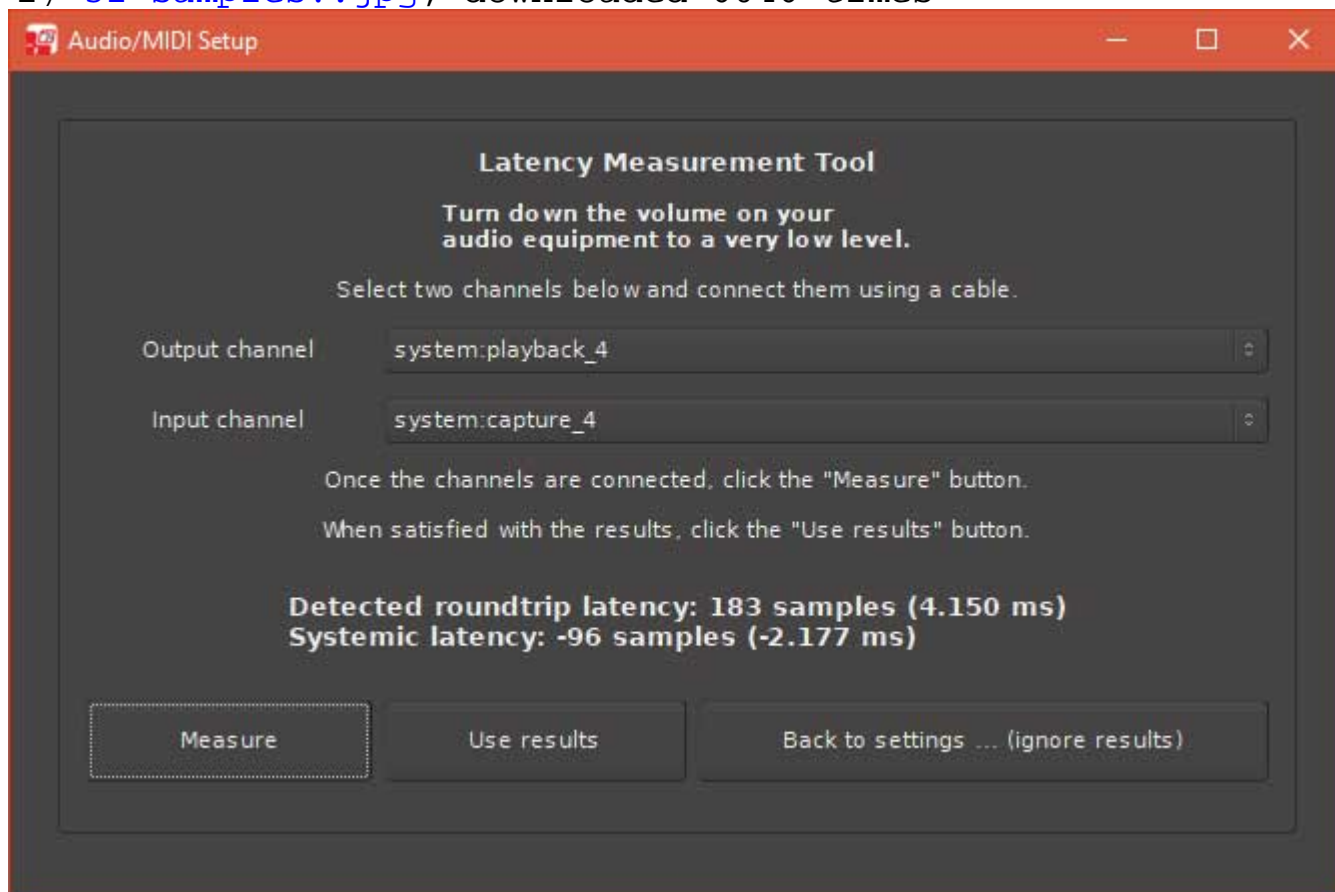 Audio/MIDI Setup
Latency Measurement Tool
Turn down the volume on your
audio equipment to a very low level.
Select two channels below and connect them using a cable.
Output channel system:playback_4
Input channel system:capture_4
Once the channels are connected, click the "Measure" button.
When satisfied with the results, click the "Use results" button.
Detected roundtrip latency: 183 samples (4.150 ms)
Systemic latency: -96 samples (-2.177 ms)
Measure Use results Back to settings ... (ignore results)